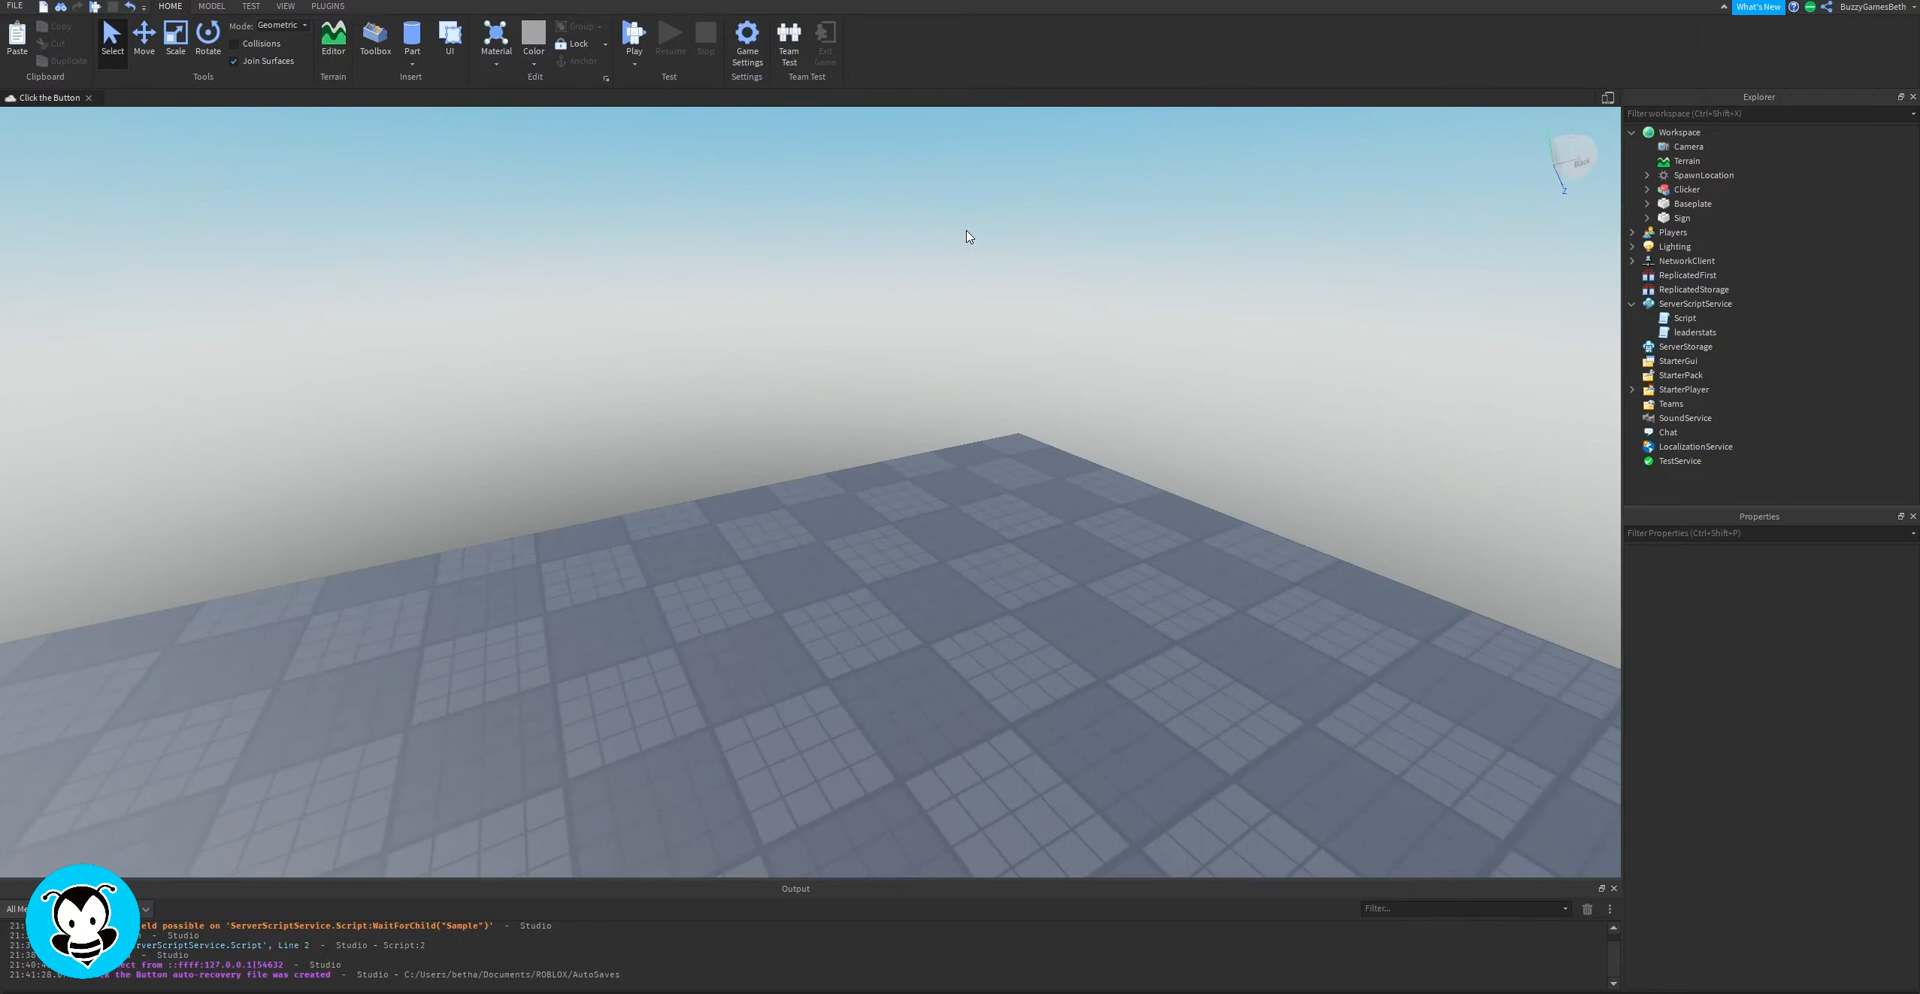 FILE HOME MODEL TEST VIEW PLUGINS What's New BuzzyGamesBeth
Paste Copy Cut Duplicate Clipboard
Select Move Scale Rotate Mode: Geometric Collisions Join Surfaces Tools
Editor Terrain
Toolbox Part UI Insert
Material Color Group Lock Anchor Edit
Play Resume Stop Test
Game Settings Settings
Team Test Exit Game Team Test
Click the Button
Back
Z
Explorer
Filter workspace (Ctrl+Shift+X)
Workspace
Camera
Terrain
SpawnLocation
Clicker
Baseplate
Sign
Players
Lighting
NetworkClient
ReplicatedFirst
ReplicatedStorage
ServerScriptService
Script
leaderstats
ServerStorage
StarterGui
StarterPack
StarterPlayer
Teams
SoundService
Chat
LocalizationService
TestService
Properties
Filter Properties (Ctrl+Shift+P)
Output
All Filter...
21: possible on 'ServerScriptService.Script:WaitForChild("Sample")' - Studio
- Studio
Line 2 - Studio - Script:2
- Studio
from ::ffff:127.0.0.1|54632 - Studio
21:41:28 the Button auto-recovery file was created - Studio - C:/Users/betha/Documents/ROBLOX/AutoSaves